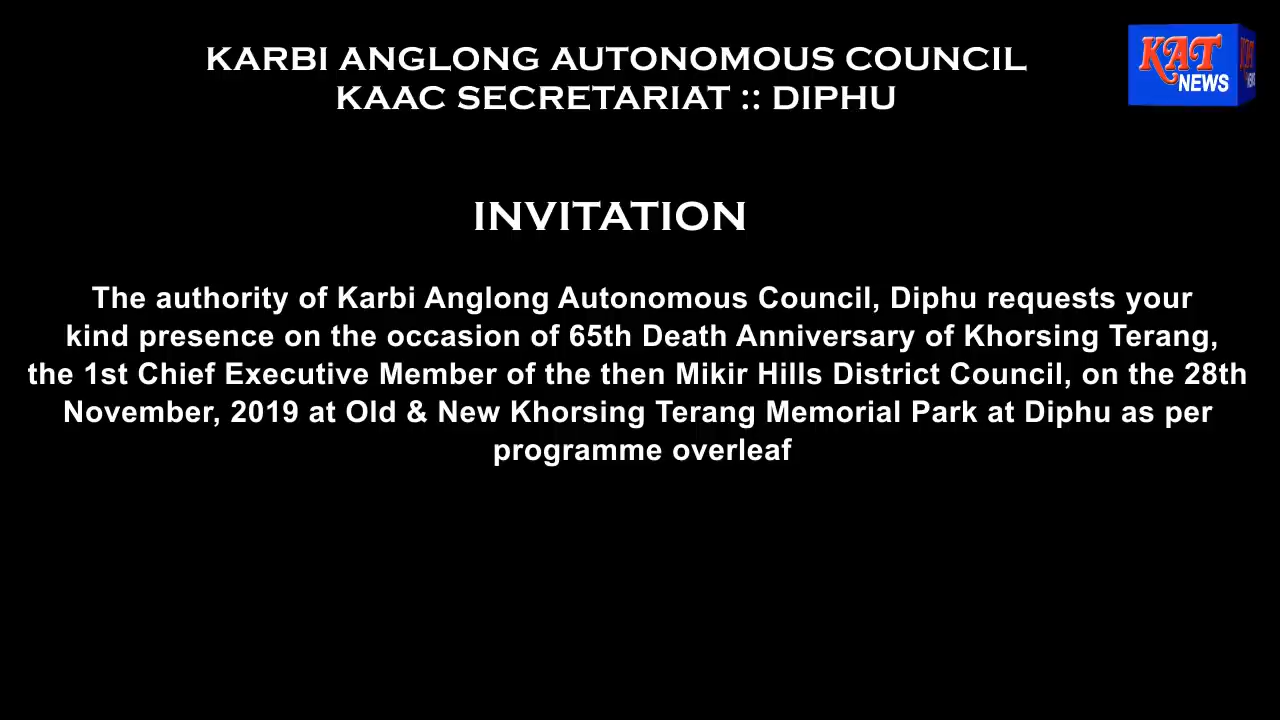 KARBI ANGLONG AUTONOMOUS COUNCIL
KAAC SECRETARIAT :: DIPHU
KAT
NEWS
INVITATION
The authority of Karbi Anglong Autonomous Council, Diphu requests your
kind presence on the occasion of 65th Death Anniversary of Khorsing Terang,
the 1st Chief Executive Member of the then Mikir Hills District Council, on the 28th
November, 2019 at Old & New Khorsing Terang Memorial Park at Diphu as per
programme overleaf